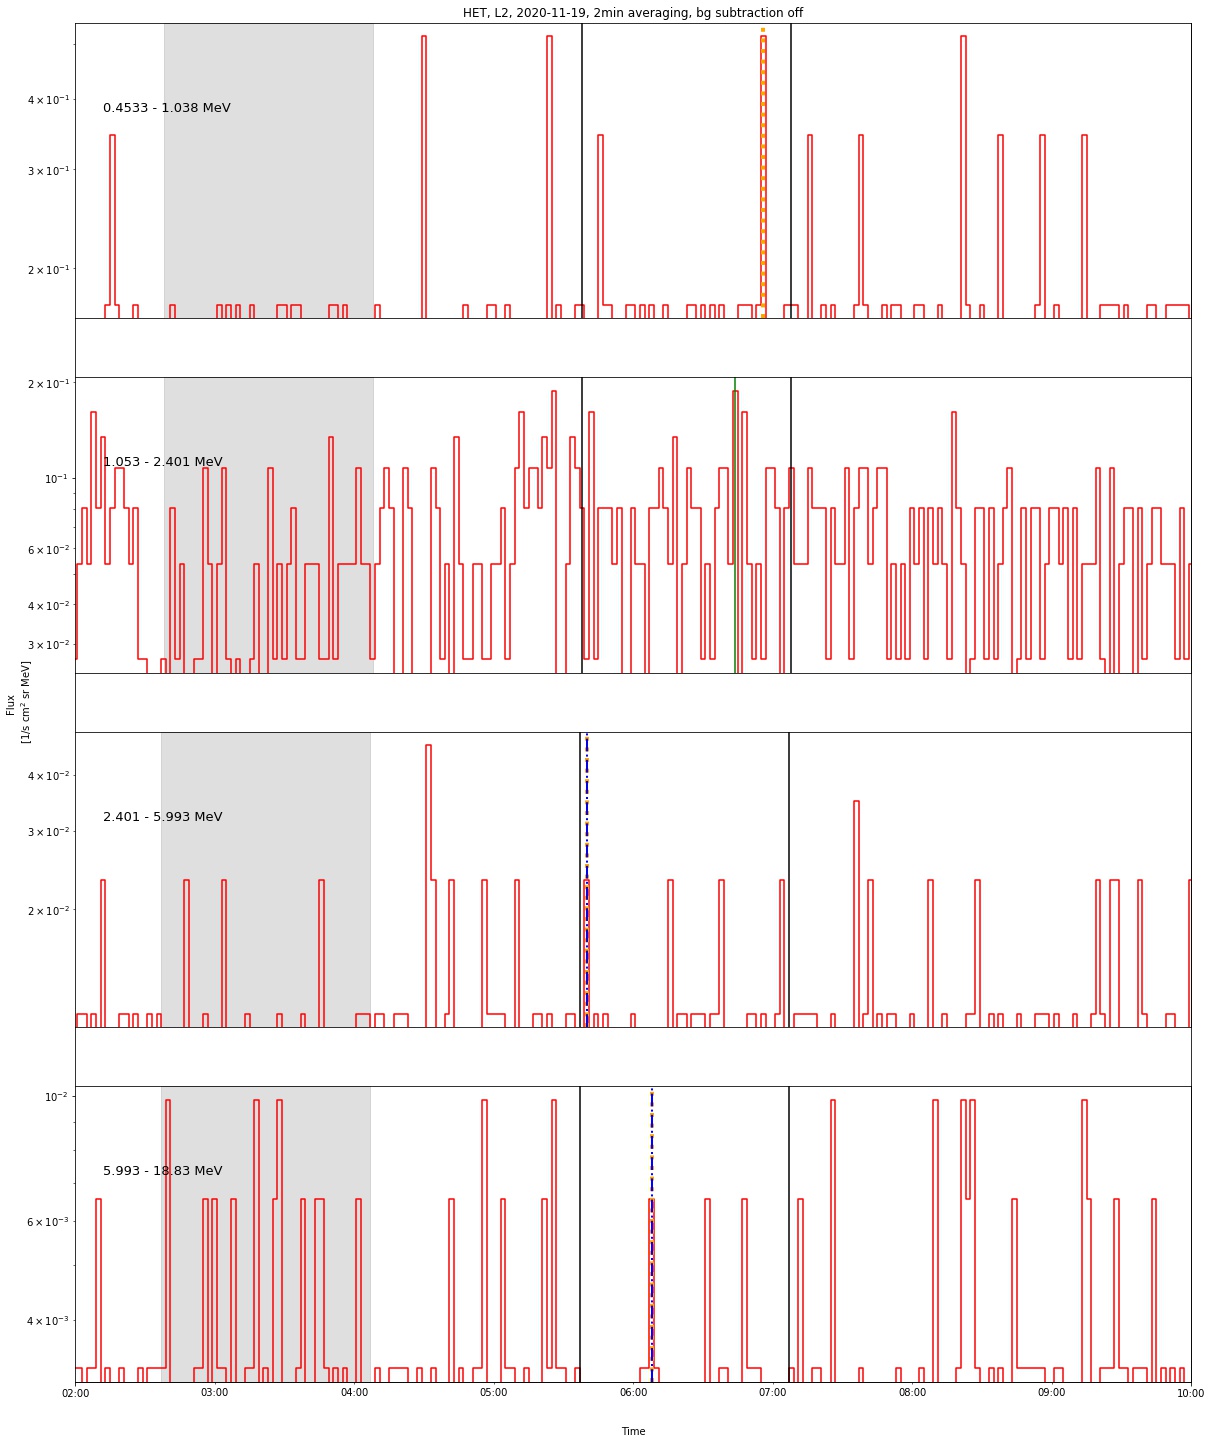 HET, L2, 2020-11-19, 2min averaging, bg subtraction off
4 × 10⁻¹
0.4533 - 1.038 MeV
3 × 10⁻¹
2 × 10⁻¹
2 × 10⁻¹
1.053 - 2.401 MeV
10⁻¹
6 × 10⁻²
4 × 10⁻²
3 × 10⁻²
Flux
[1/s cm² sr MeV]
4 × 10⁻²
2.401 - 5.993 MeV
3 × 10⁻²
2 × 10⁻²
10⁻²
5.993 - 18.83 MeV
6 × 10⁻³
4 × 10⁻³
02:00 03:00 04:00 05:00 06:00 07:00 08:00 09:00 10:00
Time